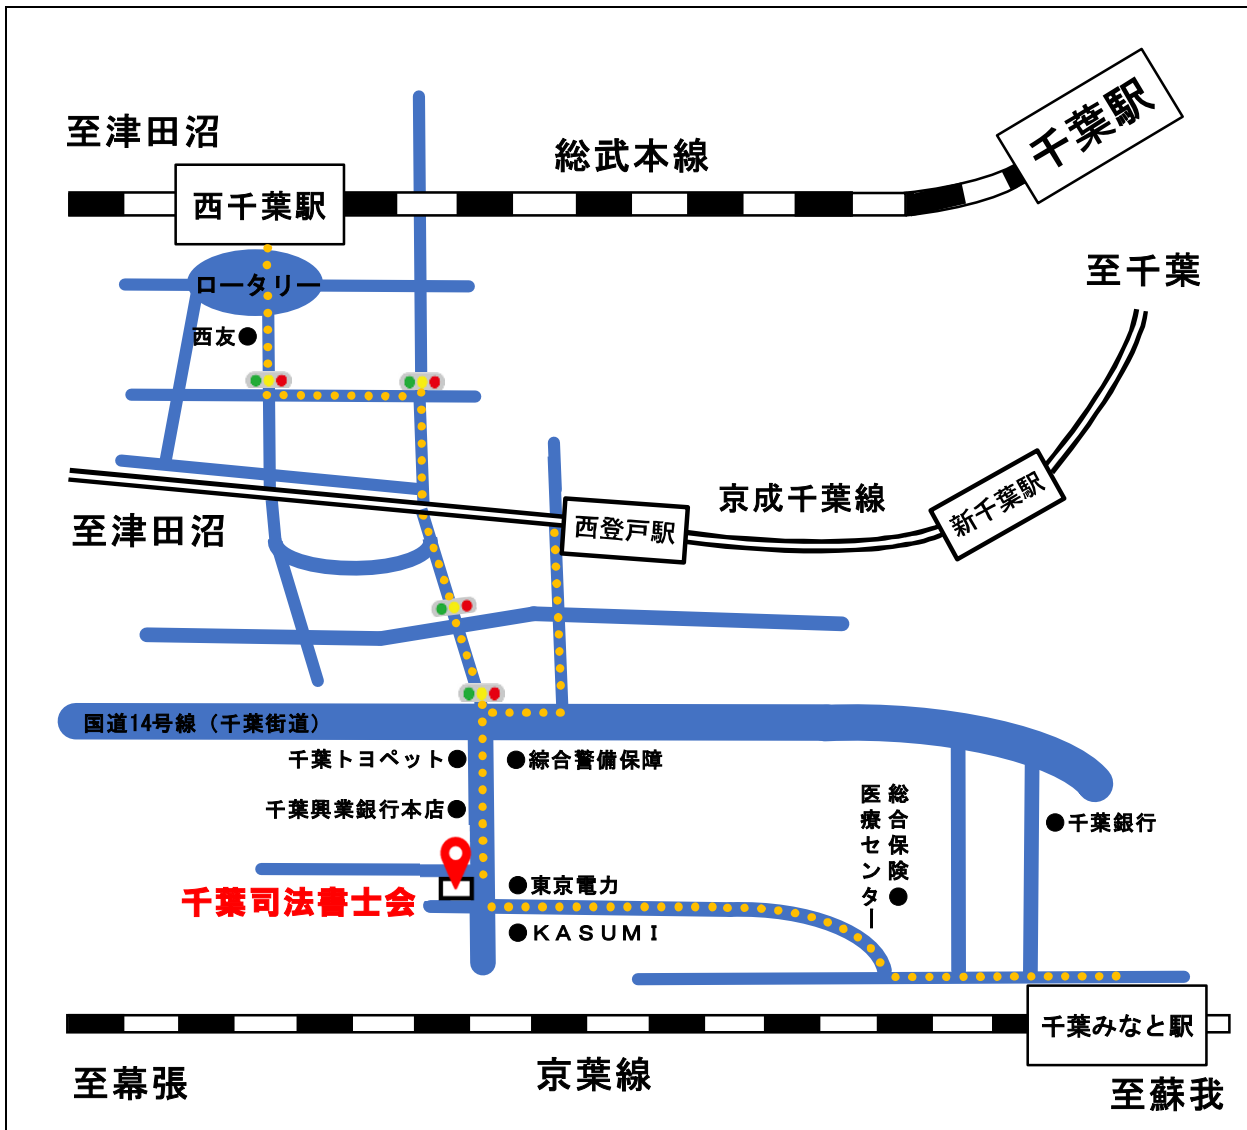 千葉駅
至津田沼
総武本線
西千葉駅
至千葉
ロータリー
西友
新千葉駅
京成千葉線
至津田沼
西登戸駅
国道14号線（千葉街道）
千葉トヨペット
綜合警備保障
総合保険
医療センター
千葉興業銀行本店
千葉銀行
東京電力
千葉司法書士会
ＫＡＳＵＭＩ
千葉みなと駅
京葉線
至幕張
至蘇我